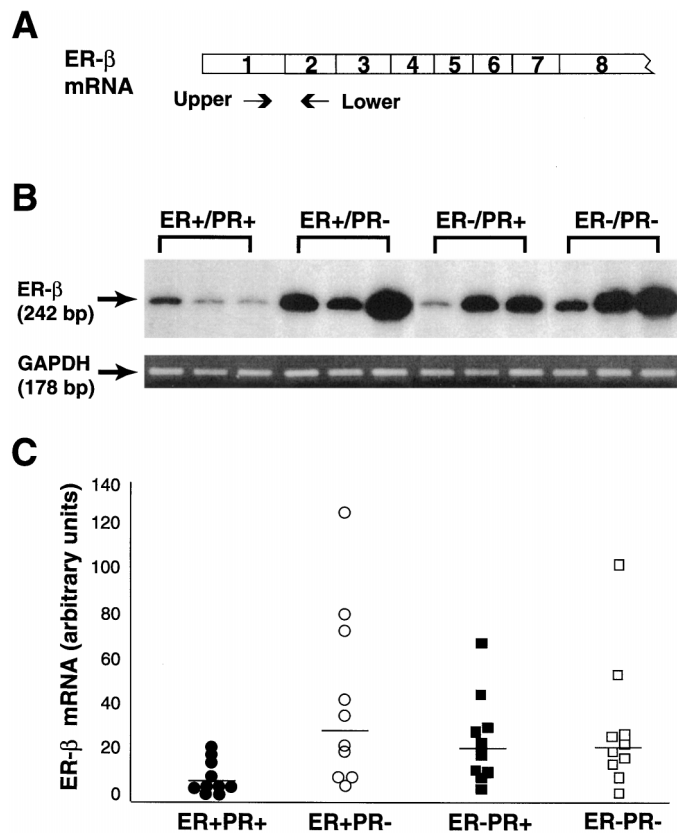 A
ER-β
mRNA
1 2 3 4 5 6 7 8
Upper Lower
B
ER+/PR+ ER+/PR- ER-/PR+ ER-/PR-
ER-β
(242 bp)
GAPDH
(178 bp)
C
ER-β mRNA (arbitrary units)
140
120
100
80
60
40
20
0
ER+PR+ ER+PR- ER-PR+ ER-PR-